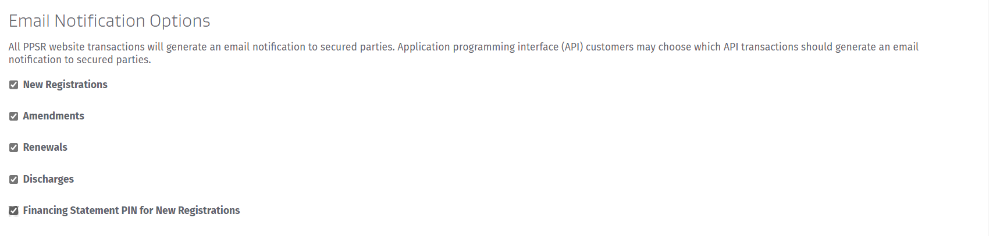 Email Notification Options
All PPSR website transactions will generate an email notification to secured parties. Application programming interface (API) customers may choose which API transactions should generate an email
notification to secured parties.
New Registrations
Amendments
Renewals
Discharges
Financing Statement PIN for New Registrations